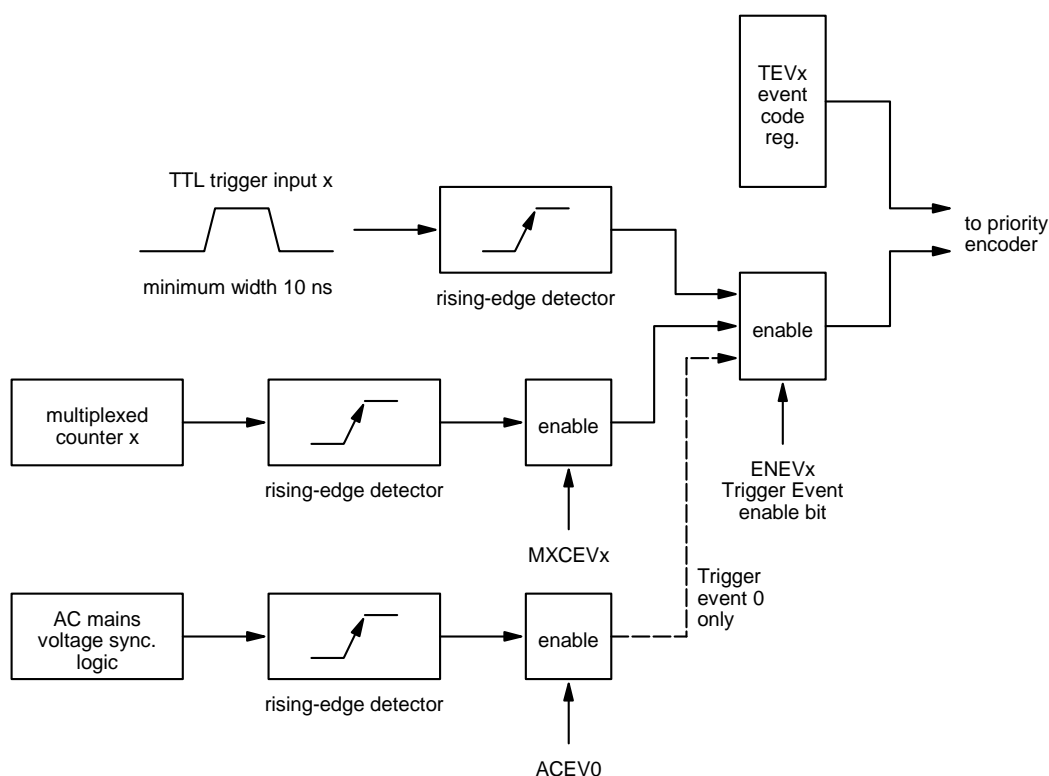 TEVx
event
code
reg.
TTL trigger input x
to priority
encoder
minimum width 10 ns
rising-edge detector
enable
multiplexed
counter x
enable
rising-edge detector
ENEVx
Trigger Event
enable bit
MXCEVx
Trigger
event 0
only
AC mains
voltage sync.
logic
enable
rising-edge detector
ACEV0